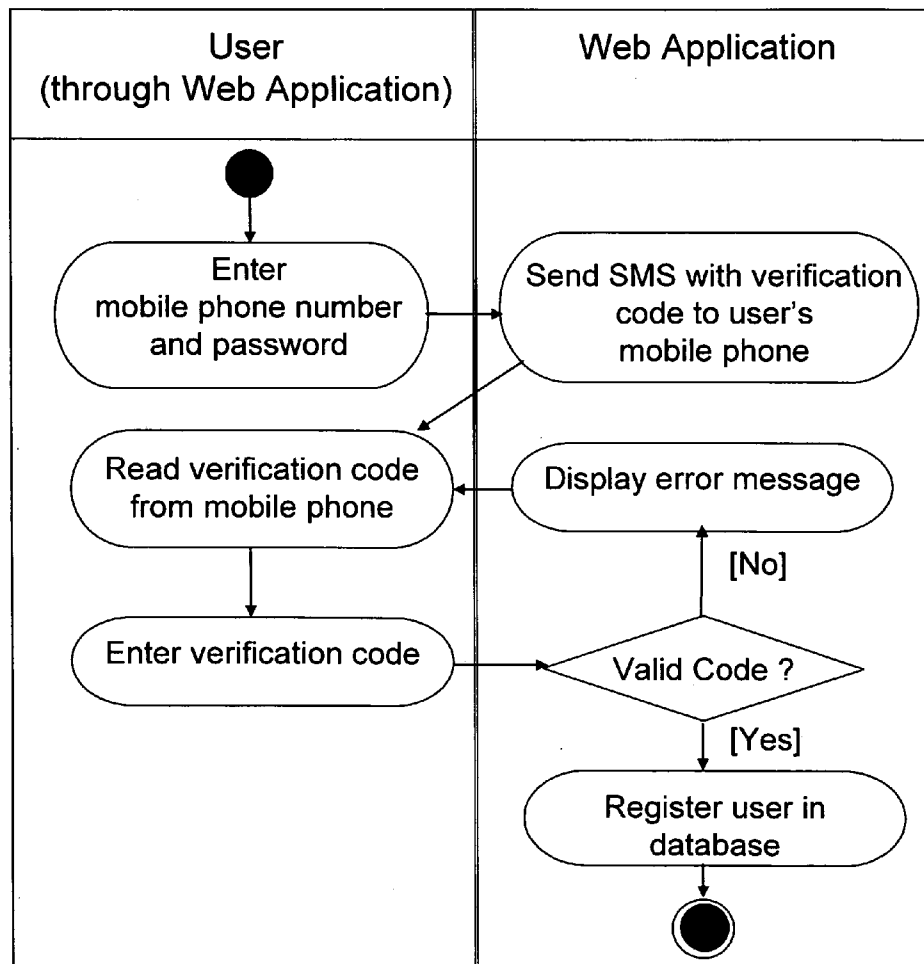 User
(through Web Application)
Web Application
Enter
mobile phone number
and password
Send SMS with verification
code to user's
mobile phone
Read verification code
from mobile phone
Display error message
[No]
Enter verification code
Valid Code ?
[Yes]
Register user in
database